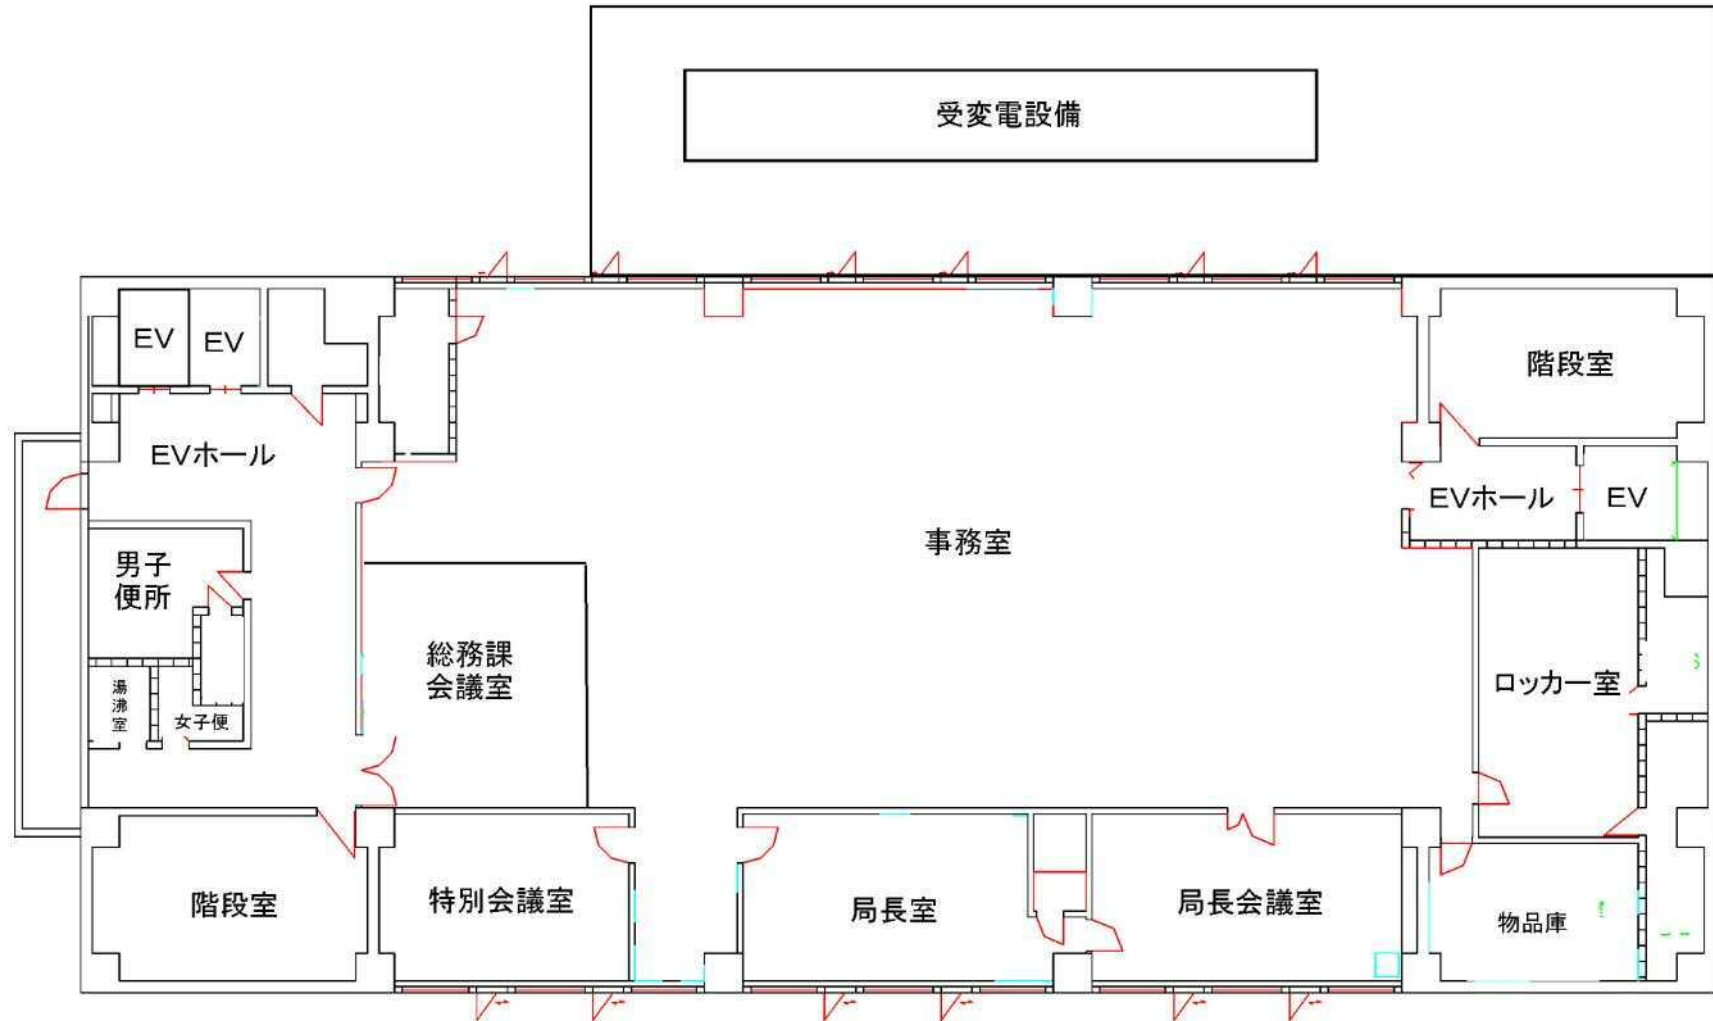 受変電設備
EV
EV
階段室
EVホール
EVホール
EV
事務室
男子
便所
総務課
会議室
湯沸室
女子便
ロッカー室
階段室
特別会議室
局長室
局長会議室
物品庫